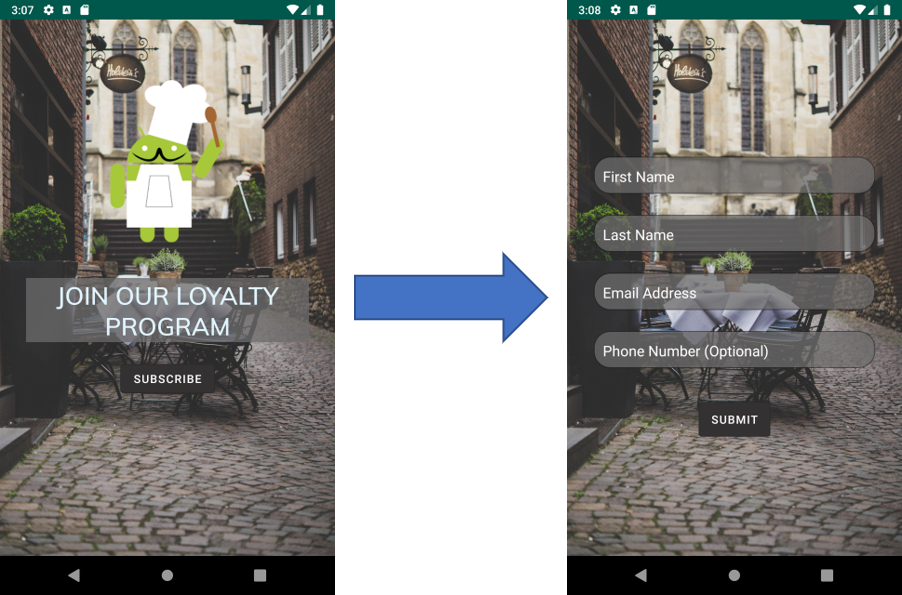 3:07
JOIN OUR LOYALTY
PROGRAM
SUBSCRIBE
3:08
First Name
Last Name
Email Address
Phone Number (Optional)
SUBMIT